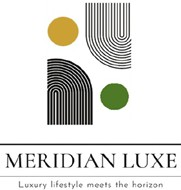 MERIDIAN LUXE
Luxury lifestyle meets the horizon